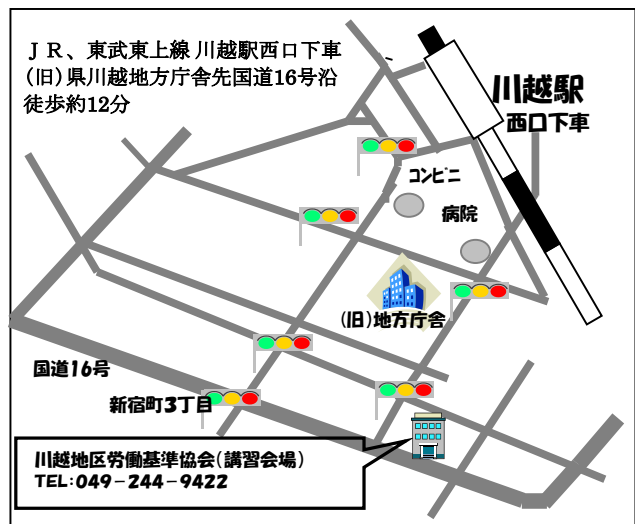 ＪＲ、東武東上線 川越駅西口下車
(旧)県川越地方庁舎先国道16号沿
徒歩約12分
川越駅
西口下車
コンビニ
病院
(旧)地方庁舎
国道16号
新宿町3丁目
川越地区労働基準協会(講習会場)
TEL:049－244－9422